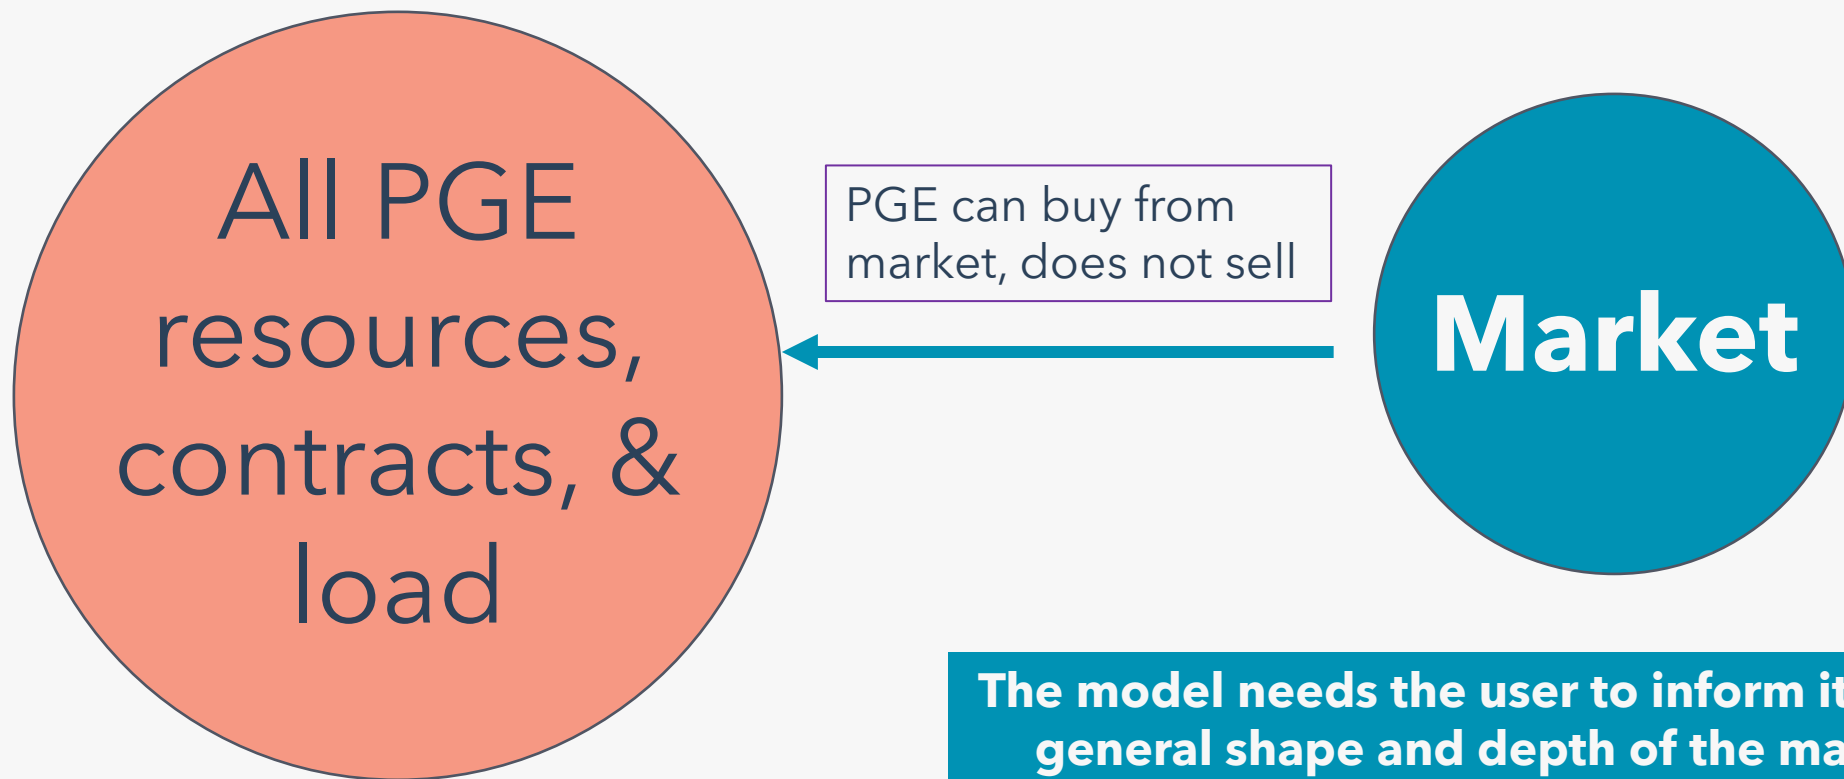 All PGE
resources,
contracts, &
load
PGE can buy from
market, does not sell
Market
The model needs the user to inform it
general shape and depth of the